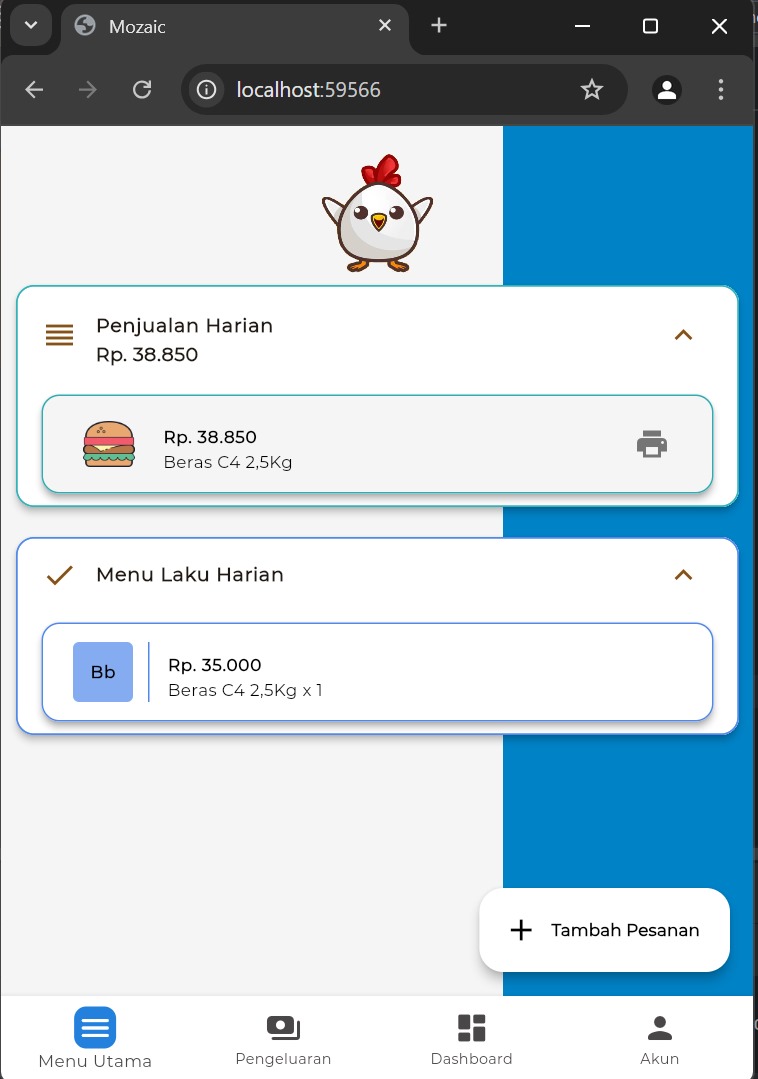 Mozaic
localhost:59566
Penjualan Harian
Rp. 38.850
Rp. 38.850
Beras C4 2,5Kg
Menu Laku Harian
Bb
Rp. 35.000
Beras C4 2,5Kg x 1
Tambah Pesanan
Menu Utama
Pengeluaran
Dashboard
Akun